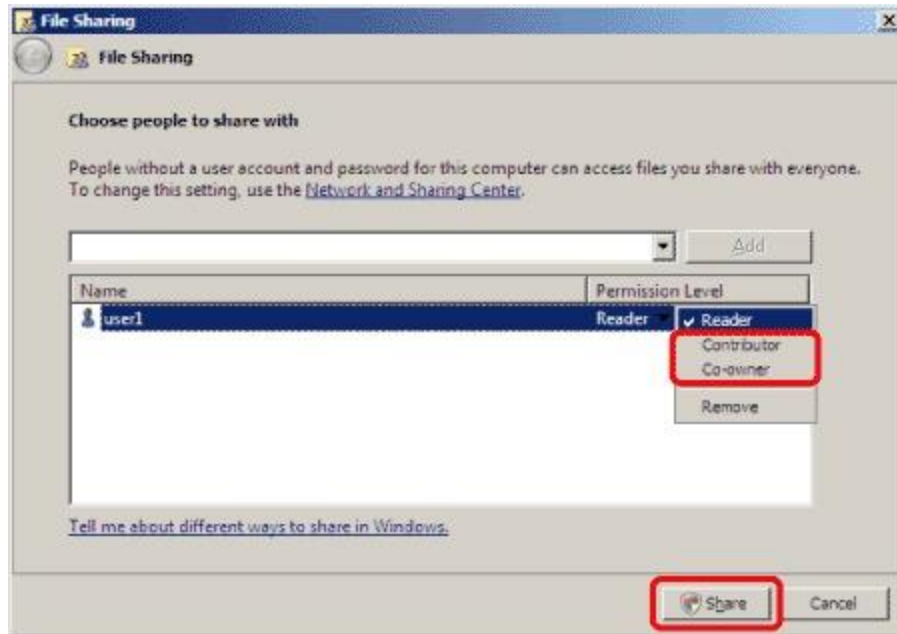 File Sharing
File Sharing
Choose people to share with
People without a user account and password for this computer can access files you share with everyone.
To change this setting, use the Network and Sharing Center.
Add
Name Permission Level
user1 Reader Reader
Contributor
Co-owner
Remove
Tell me about different ways to share in Windows.
Share Cancel